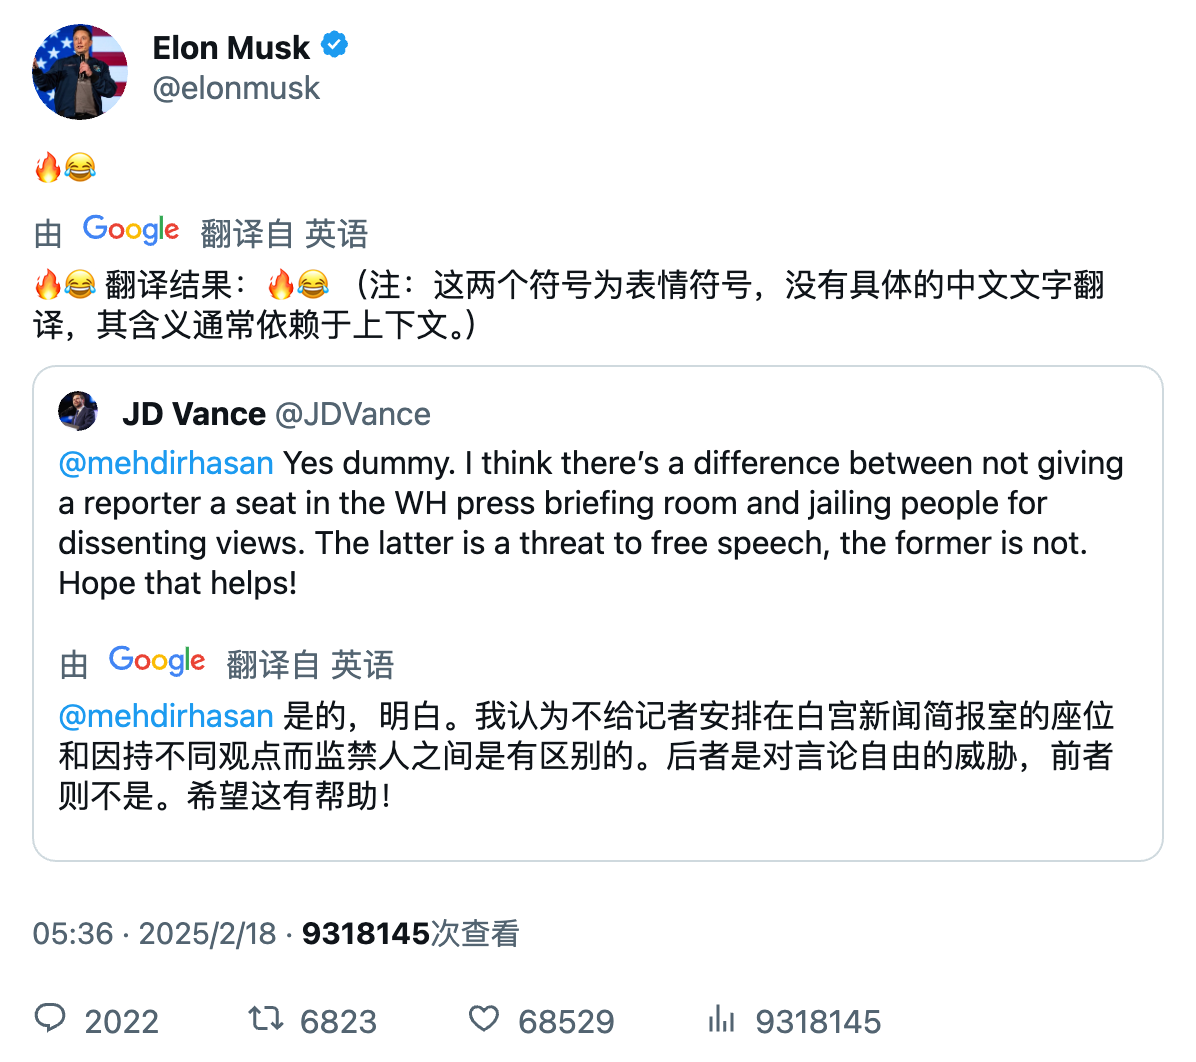 Elon Musk
@elonmusk
🔥😂
由 Google 翻译自 英语
🔥😂 翻译结果：🔥😂 （注：这两个符号为表情符号，没有具体的中文文字翻
译，其含义通常依赖于上下文。）
JD Vance @JDVance
@mehdirhasan Yes dummy. I think there’s a difference between not giving
a reporter a seat in the WH press briefing room and jailing people for
dissenting views. The latter is a threat to free speech, the former is not.
Hope that helps!
由 Google 翻译自 英语
@mehdirhasan 是的，明白。我认为不给记者安排在白宫新闻简报室的座位
和因持不同观点而监禁人之间是有区别的。后者是对言论自由的威胁，前者
则不是。希望这有帮助！
05:36 · 2025/2/18 · 9318145次查看
2022 6823 68529 9318145